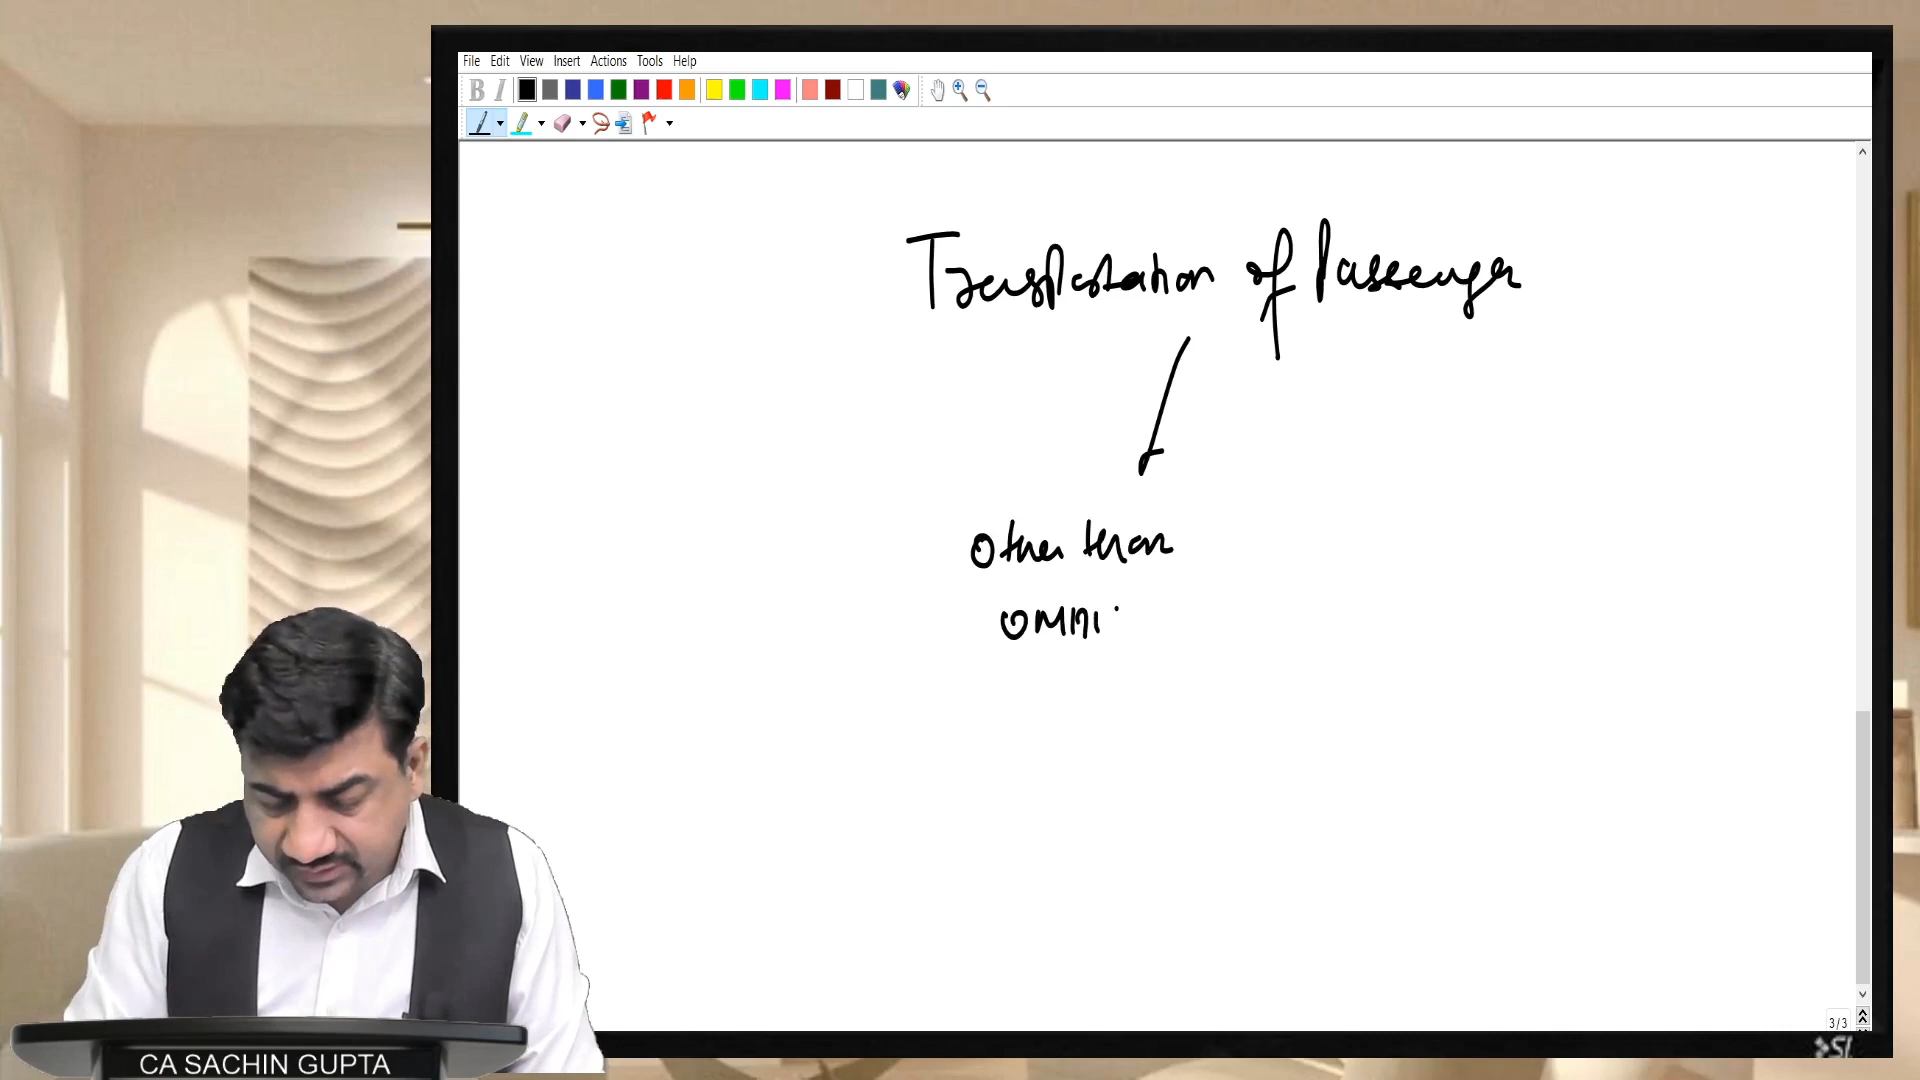 File Edit View Insert Actions Tools Help
B I
Transportation of Passenger
Other than
OMNI
3/3
CA SACHIN GUPTA